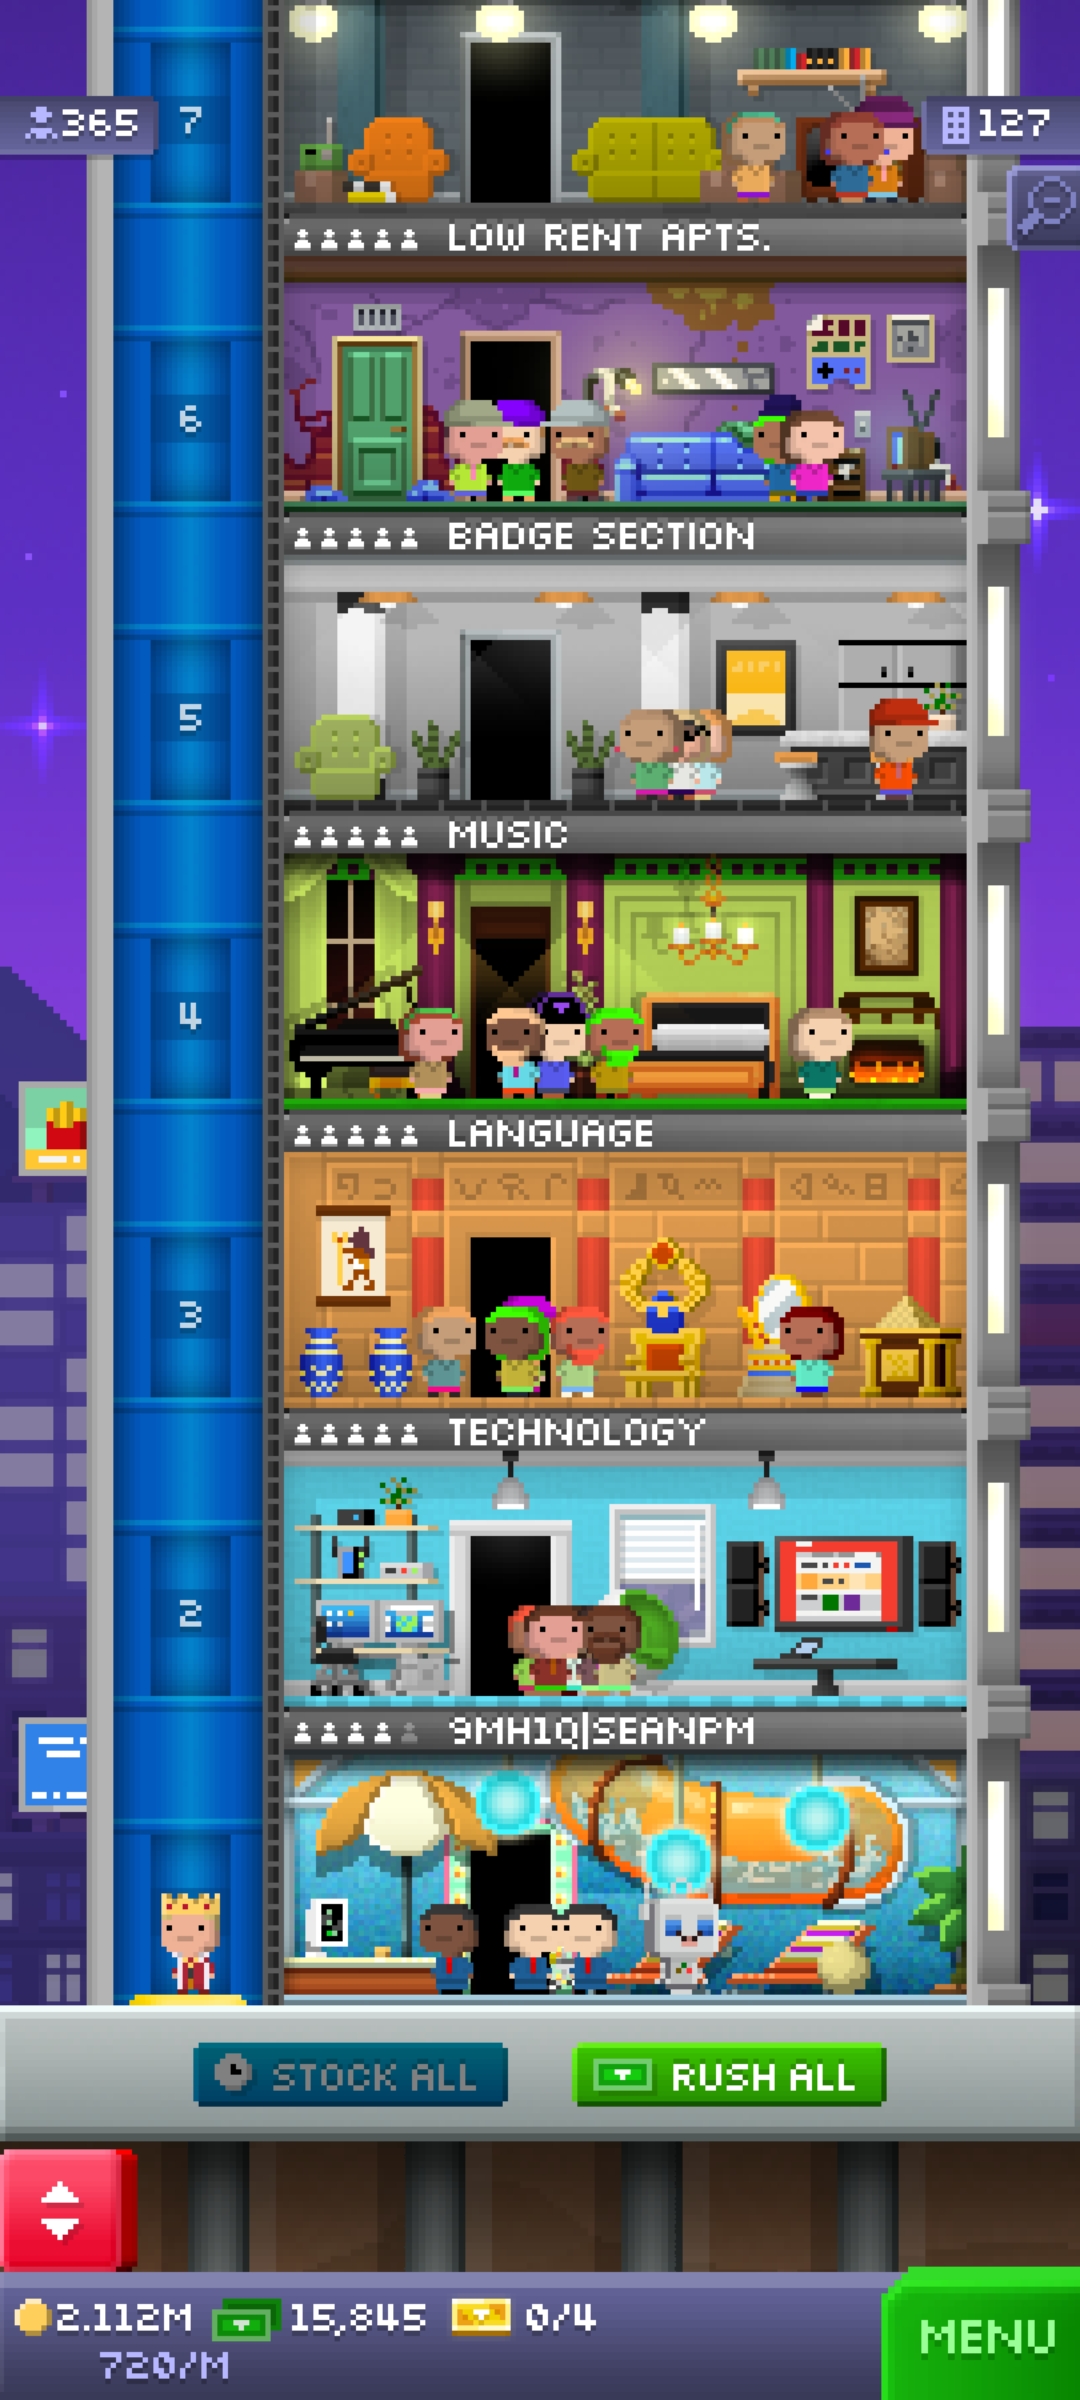 365
7
127
LOW RENT APTS.
6
BADGE SECTION
5
MUSIC
4
LANGUAGE
3
TECHNOLOGY
2
9MH1Q|SEANPM
STOCK ALL
RUSH ALL
2.112M
15,845
0/4
720/M
MENU